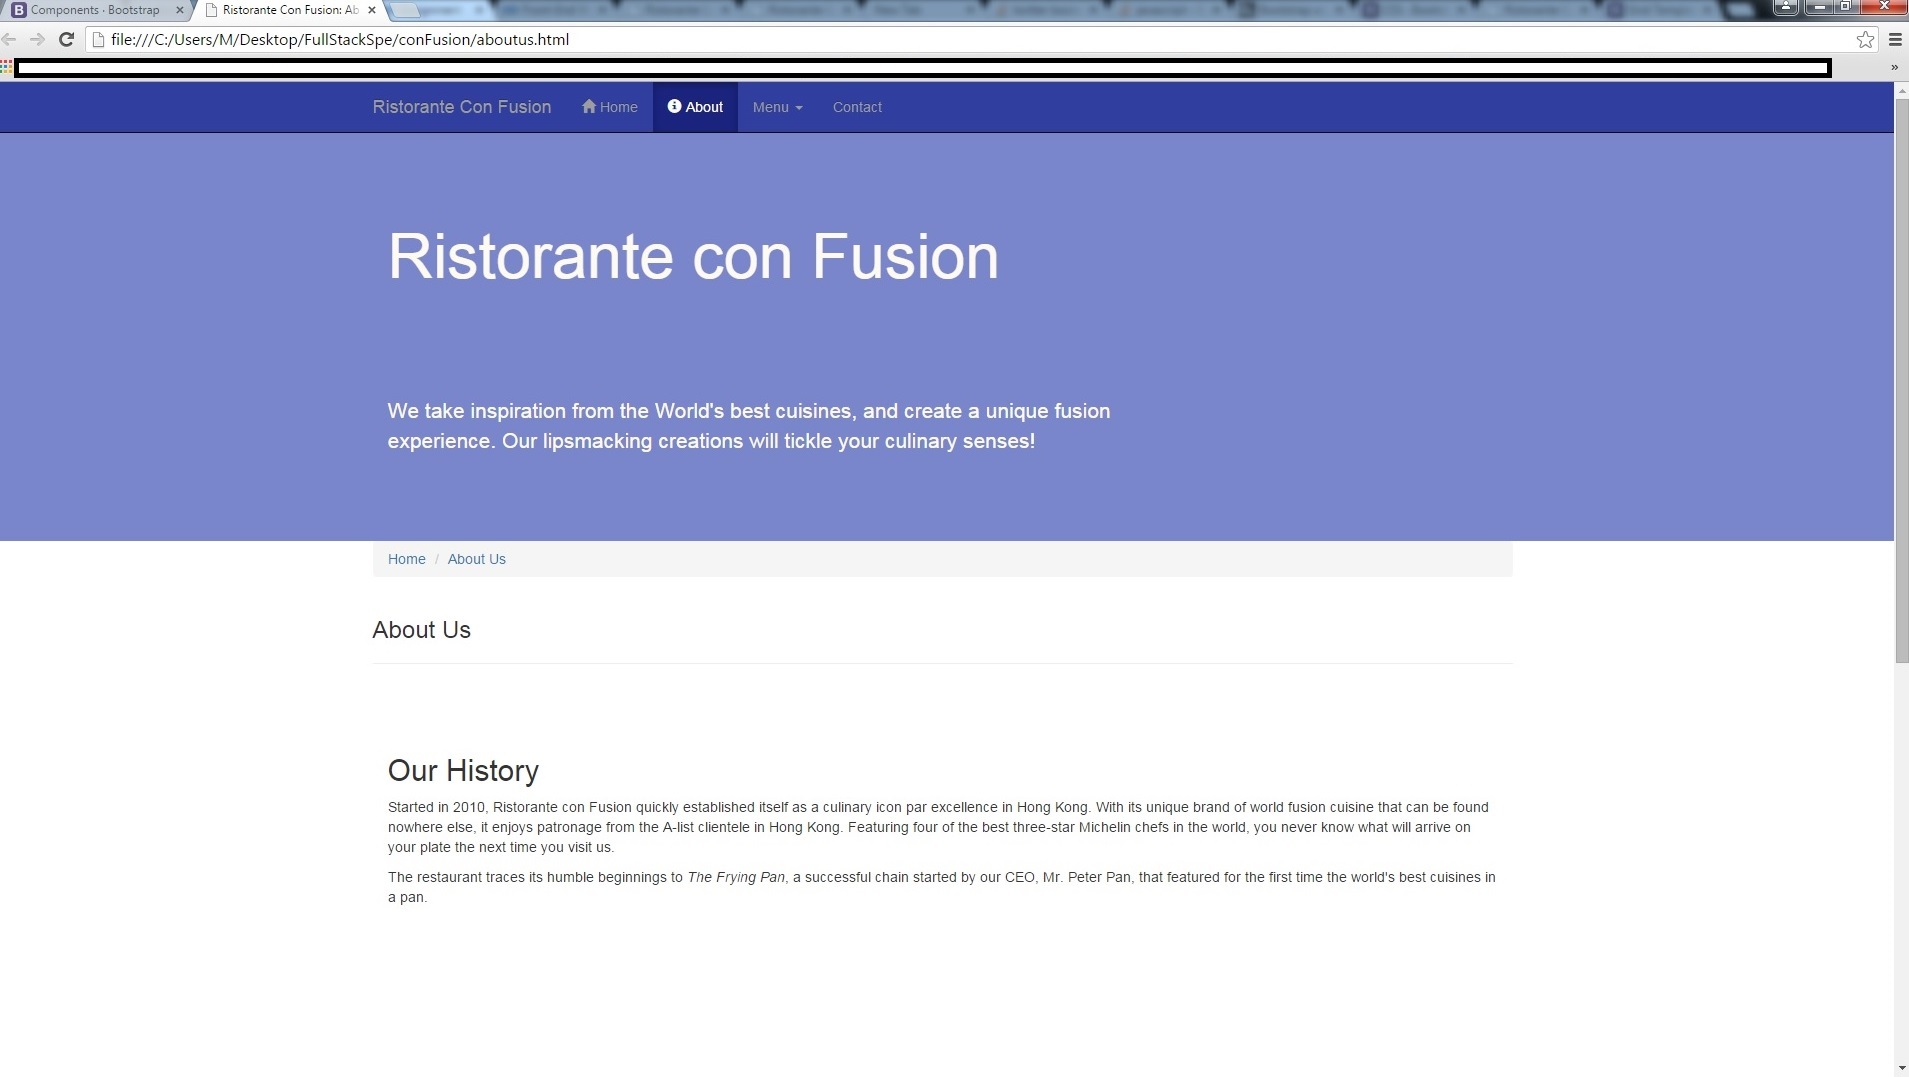 Components · Bootstrap
Ristorante Con Fusion: Ab
New Tab
file:///C:/Users/M/Desktop/FullStackSpe/conFusion/aboutus.html
»
Ristorante Con Fusion Home About Menu Contact
Ristorante con Fusion
We take inspiration from the World's best cuisines, and create a unique fusion
experience. Our lipsmacking creations will tickle your culinary senses!
Home / About Us
About Us
Our History
Started in 2010, Ristorante con Fusion quickly established itself as a culinary icon par excellence in Hong Kong. With its unique brand of world fusion cuisine that can be found
nowhere else, it enjoys patronage from the A-list clientele in Hong Kong. Featuring four of the best three-star Michelin chefs in the world, you never know what will arrive on
your plate the next time you visit us.
The restaurant traces its humble beginnings to The Frying Pan, a successful chain started by our CEO, Mr. Peter Pan, that featured for the first time the world's best cuisines in
a pan.